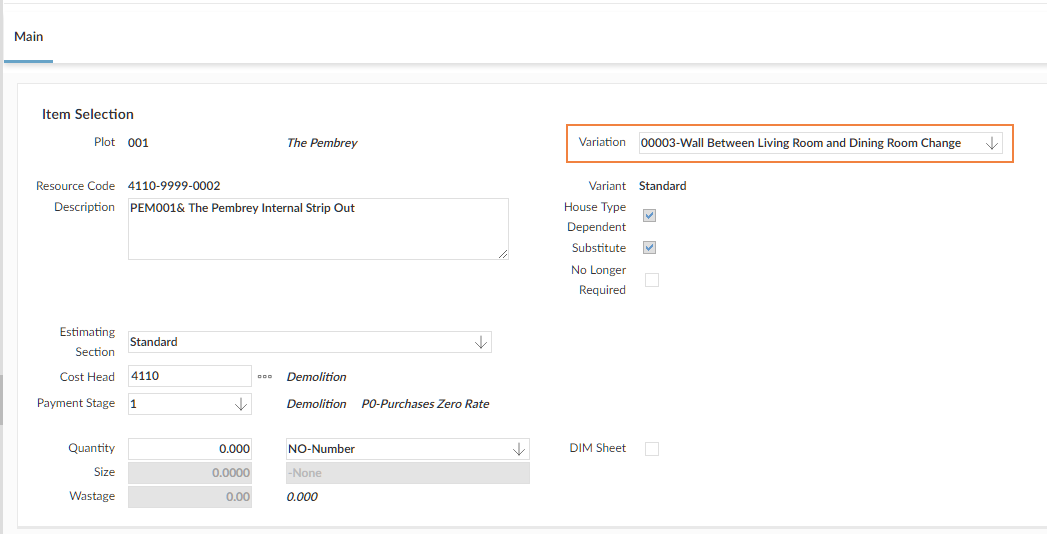 Main
Item Selection
Plot 001 The Pembrey Variation 00003-Wall Between Living Room and Dining Room Change
Resource Code 4110-9999-0002 Variant Standard
Description PEM001& The Pembrey Internal Strip Out House Type
Dependent
Substitute
No Longer
Required
Estimating
Section Standard
Cost Head 4110 Demolition
Payment Stage 1 Demolition P0-Purchases Zero Rate
Quantity 0.000 NO-Number DIM Sheet
Size 0.0000 -None
Wastage 0.00 0.000